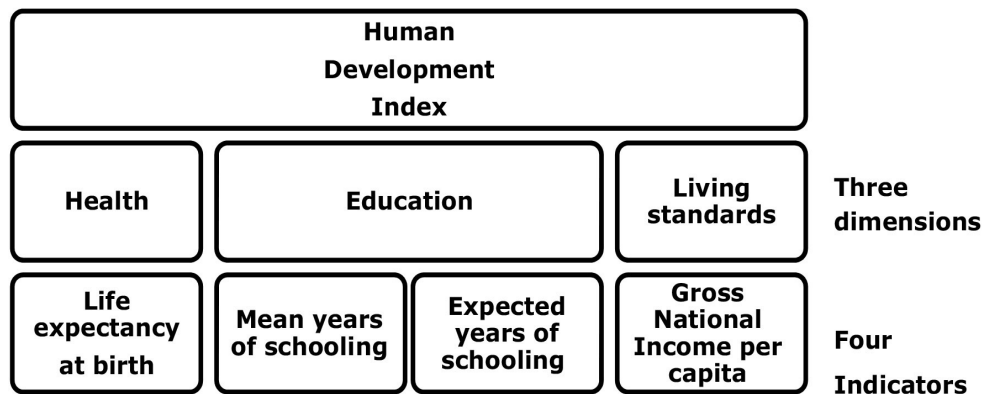 Human
Development
Index
Health
Education
Living
standards
Three
dimensions
Life
expectancy
at birth
Mean years
of schooling
Expected
years of
schooling
Gross
National
Income per
capita
Four
Indicators